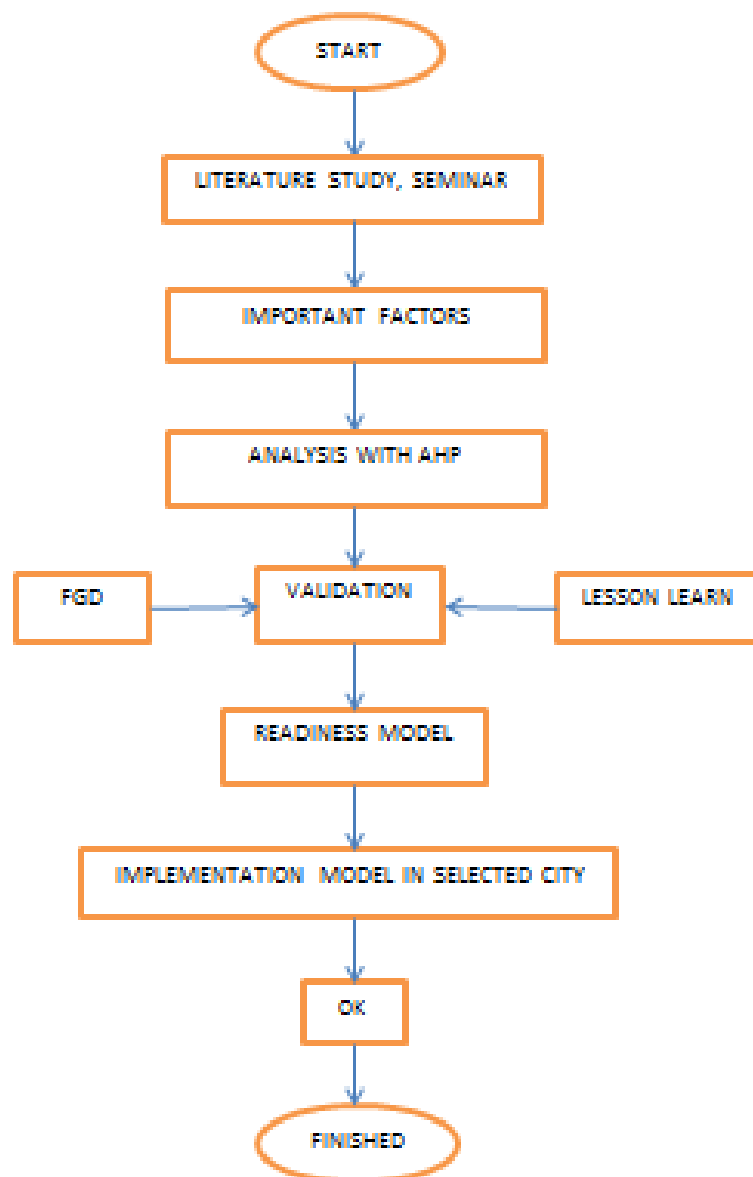 START
LITERATURE STUDY, SEMINAR
IMPORTANT FACTORS
ANALYSIS WITH AHP
FGD
VALIDATION
LESSON LEARN
READINESS MODEL
IMPLEMENTATION MODEL IN SELECTED CITY
OK
FINISHED